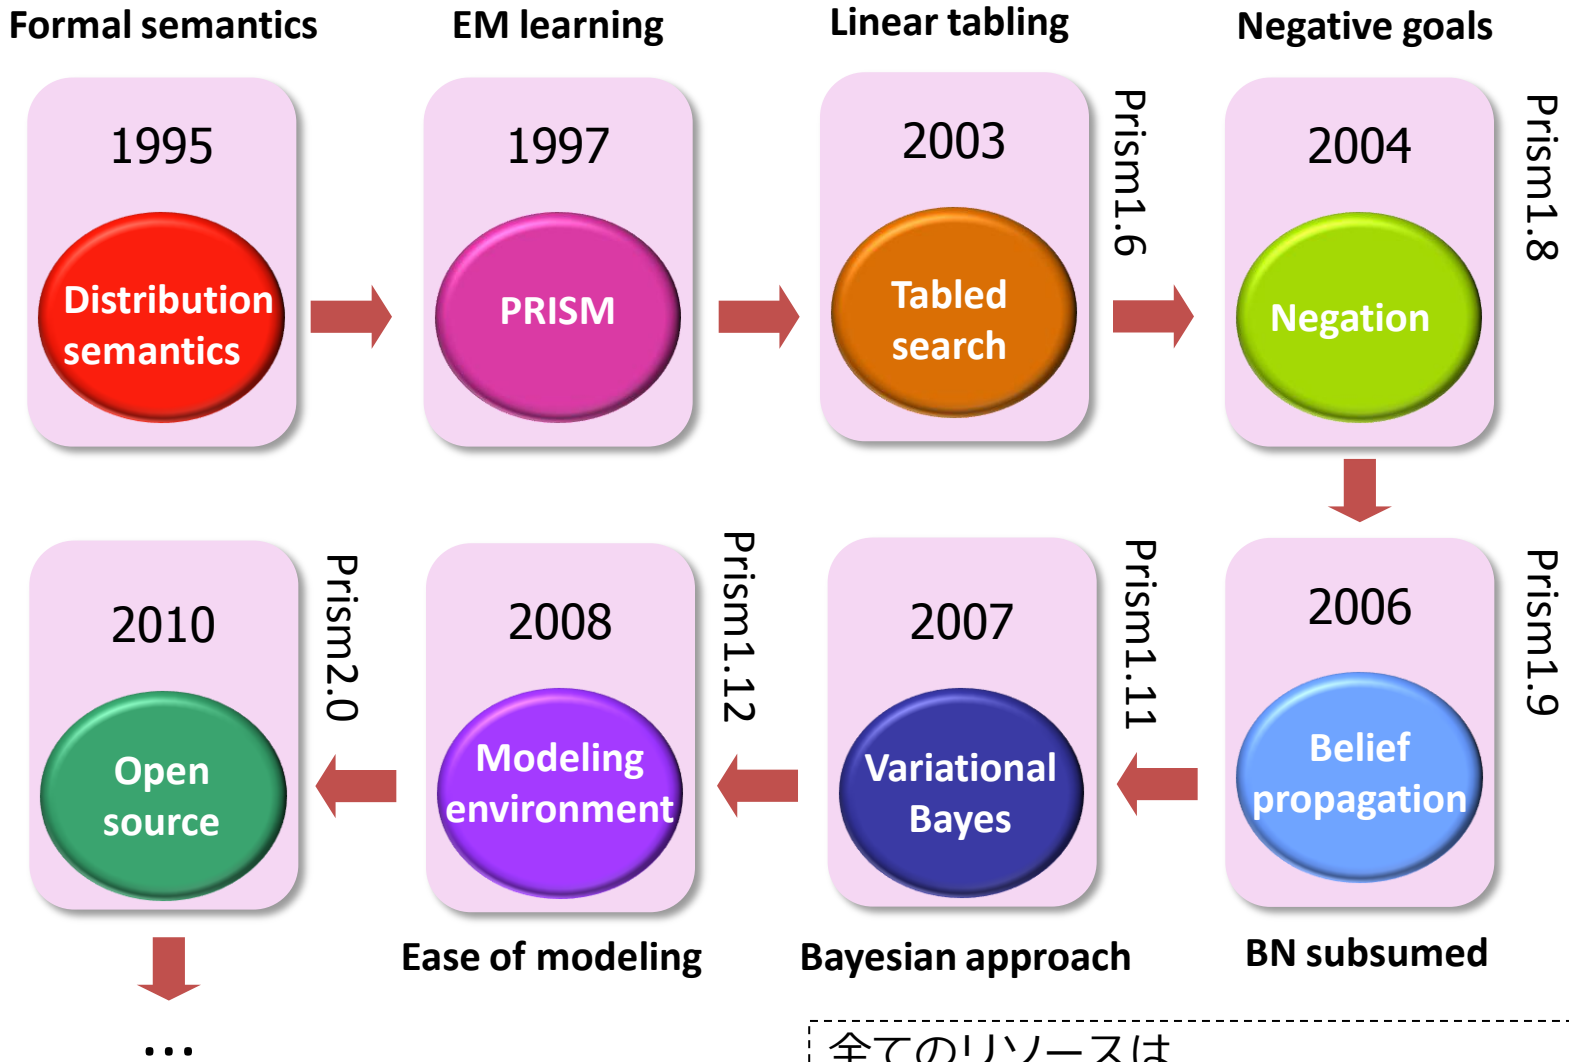 Formal semantics
EM learning
Linear tabling
Negative goals
1995
Distribution
semantics
1997
PRISM
2003
Tabled
search
Prism1.6
2004
Negation
Prism1.8
2006
Belief
propagation
Prism1.9
BN subsumed
2007
Variational
Bayes
Prism1.11
Bayesian approach
2008
Modeling
environment
Prism1.12
Ease of modeling
2010
Open
source
Prism2.0
...
全てのリソースは